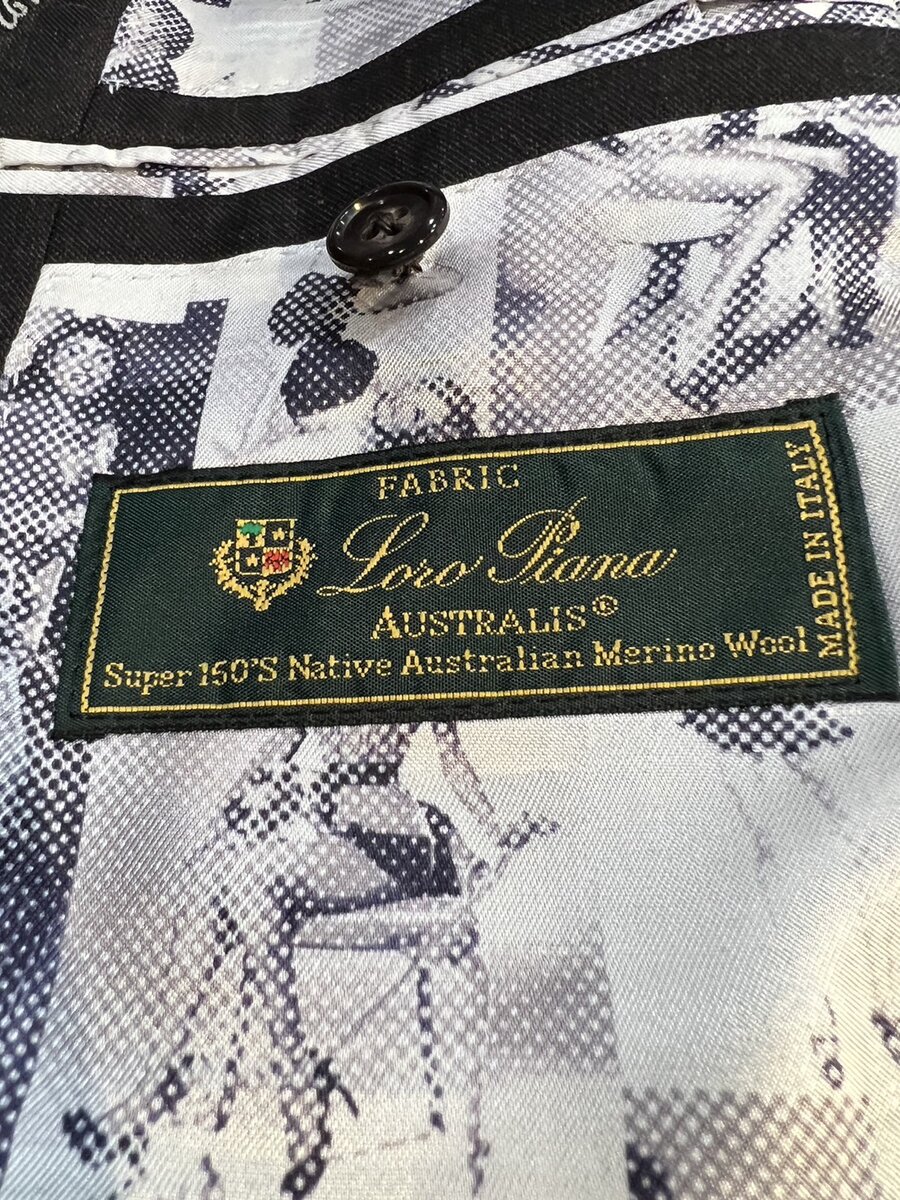 FABRIC
Loro Piana
AUSTRALIS®
Super 150'S Native Australian Merino Wool
MADE IN ITALY